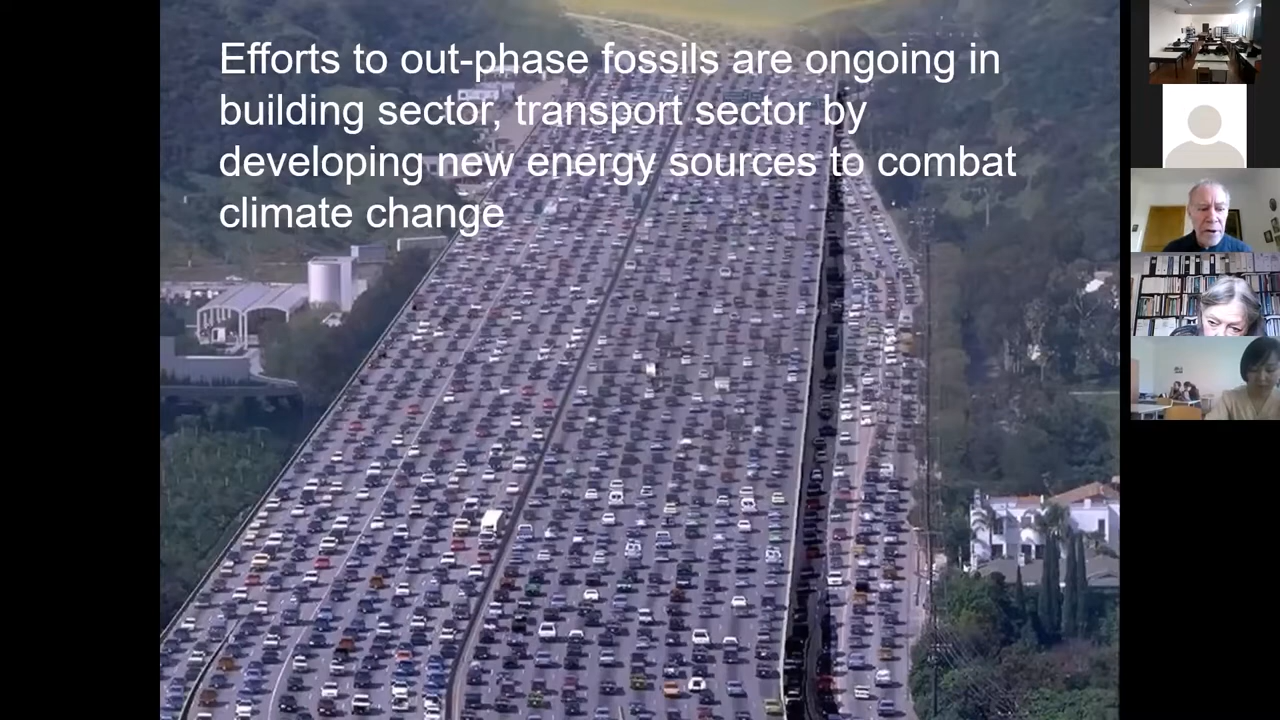 Efforts to out-phase fossils are ongoing in
building sector, transport sector by
developing new energy sources to combat
climate change